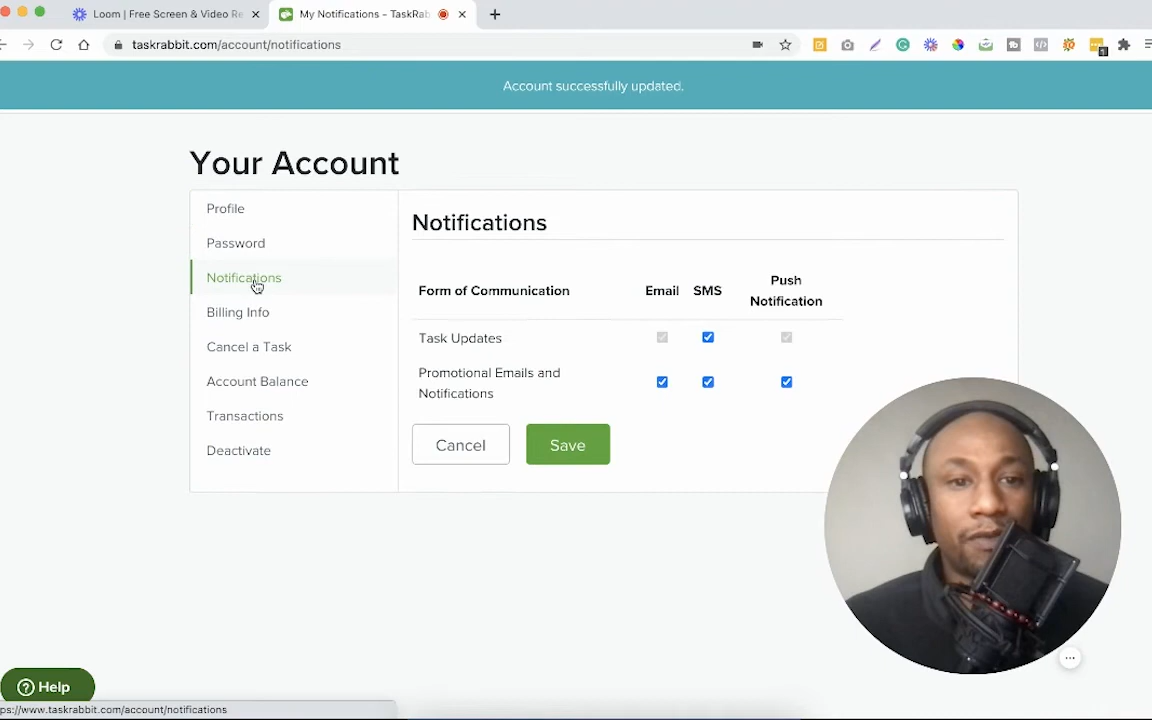 Loom | Free Screen & Video Re
My Notifications – TaskRab
taskrabbit.com/account/notifications
Account successfully updated.
Your Account
Profile
Password
Notifications
Billing Info
Cancel a Task
Account Balance
Transactions
Deactivate
Notifications
Form of Communication
Email
SMS
Push
Notification
Task Updates
Promotional Emails and
Notifications
Cancel
Save
Help
ps://www.taskrabbit.com/account/notifications